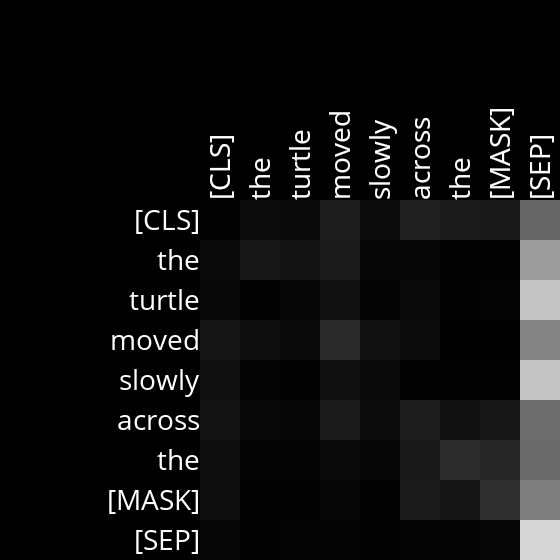 [CLS]
the
turtle
moved
slowly
across
the
[MASK]
[SEP]
[CLS]
the
turtle
moved
slowly
across
the
[MASK]
[SEP]